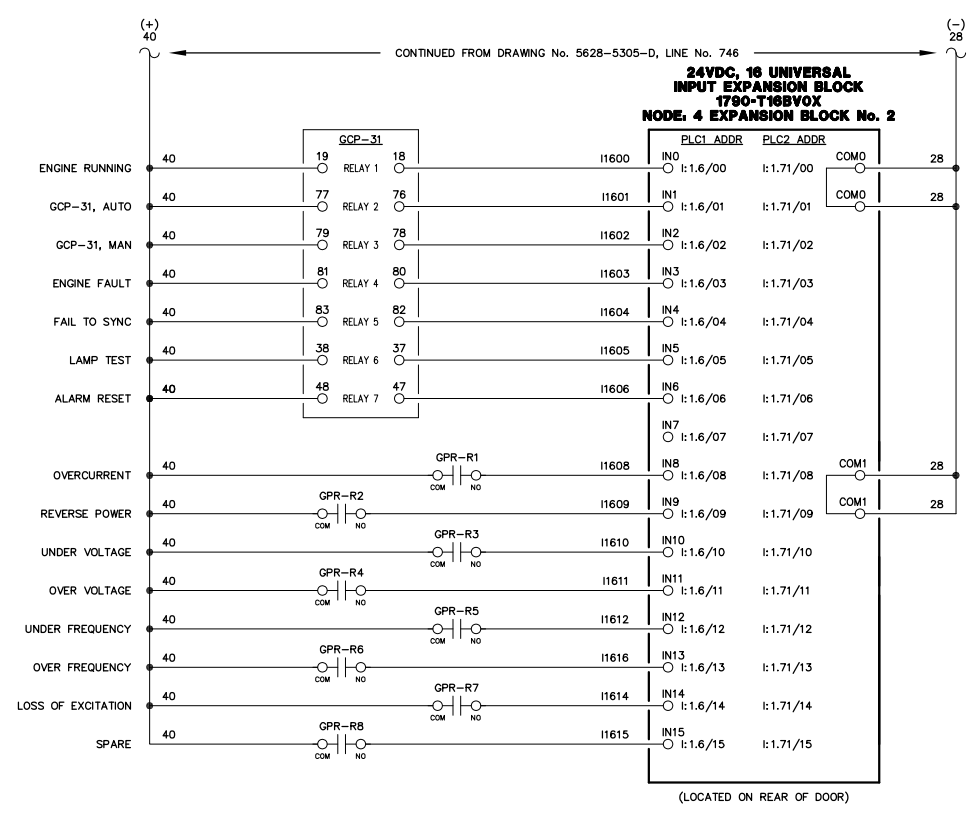 (+) (−)
40 28
CONTINUED FROM DRAWING No. 5628-5305-D, LINE No. 746
24VDC, 16 UNIVERSAL
INPUT EXPANSION BLOCK
1790-T16BV0X
NODE: 4 EXPANSION BLOCK No. 2
GCP-31 PLC1 ADDR PLC2 ADDR
ENGINE RUNNING 40 19 RELAY 1 18 I1600 IN0 I:1.6/00 I:1.71/00 COM0 28
GCP-31, AUTO 40 77 RELAY 2 76 I1601 IN1 I:1.6/01 I:1.71/01 COM0 28
GCP-31, MAN 40 79 RELAY 3 78 I1602 IN2 I:1.6/02 I:1.71/02
ENGINE FAULT 40 81 RELAY 4 80 I1603 IN3 I:1.6/03 I:1.71/03
FAIL TO SYNC 40 83 RELAY 5 82 I1604 IN4 I:1.6/04 I:1.71/04
LAMP TEST 40 38 RELAY 6 37 I1605 IN5 I:1.6/05 I:1.71/05
ALARM RESET 40 48 RELAY 7 47 I1606 IN6 I:1.6/06 I:1.71/06
IN7 I:1.6/07 I:1.71/07
OVERCURRENT 40 GPR-R1 COM NO I1608 IN8 I:1.6/08 I:1.71/08 COM1 28
REVERSE POWER 40 GPR-R2 COM NO I1609 IN9 I:1.6/09 I:1.71/09 COM1 28
UNDER VOLTAGE 40 GPR-R3 COM NO I1610 IN10 I:1.6/10 I:1.71/10
OVER VOLTAGE 40 GPR-R4 COM NO I1611 IN11 I:1.6/11 I:1.71/11
UNDER FREQUENCY 40 GPR-R5 COM NO I1612 IN12 I:1.6/12 I:1.71/12
OVER FREQUENCY 40 GPR-R6 COM NO I1616 IN13 I:1.6/13 I:1.71/13
LOSS OF EXCITATION 40 GPR-R7 COM NO I1614 IN14 I:1.6/14 I:1.71/14
SPARE 40 GPR-R8 COM NO I1615 IN15 I:1.6/15 I:1.71/15
(LOCATED ON REAR OF DOOR)